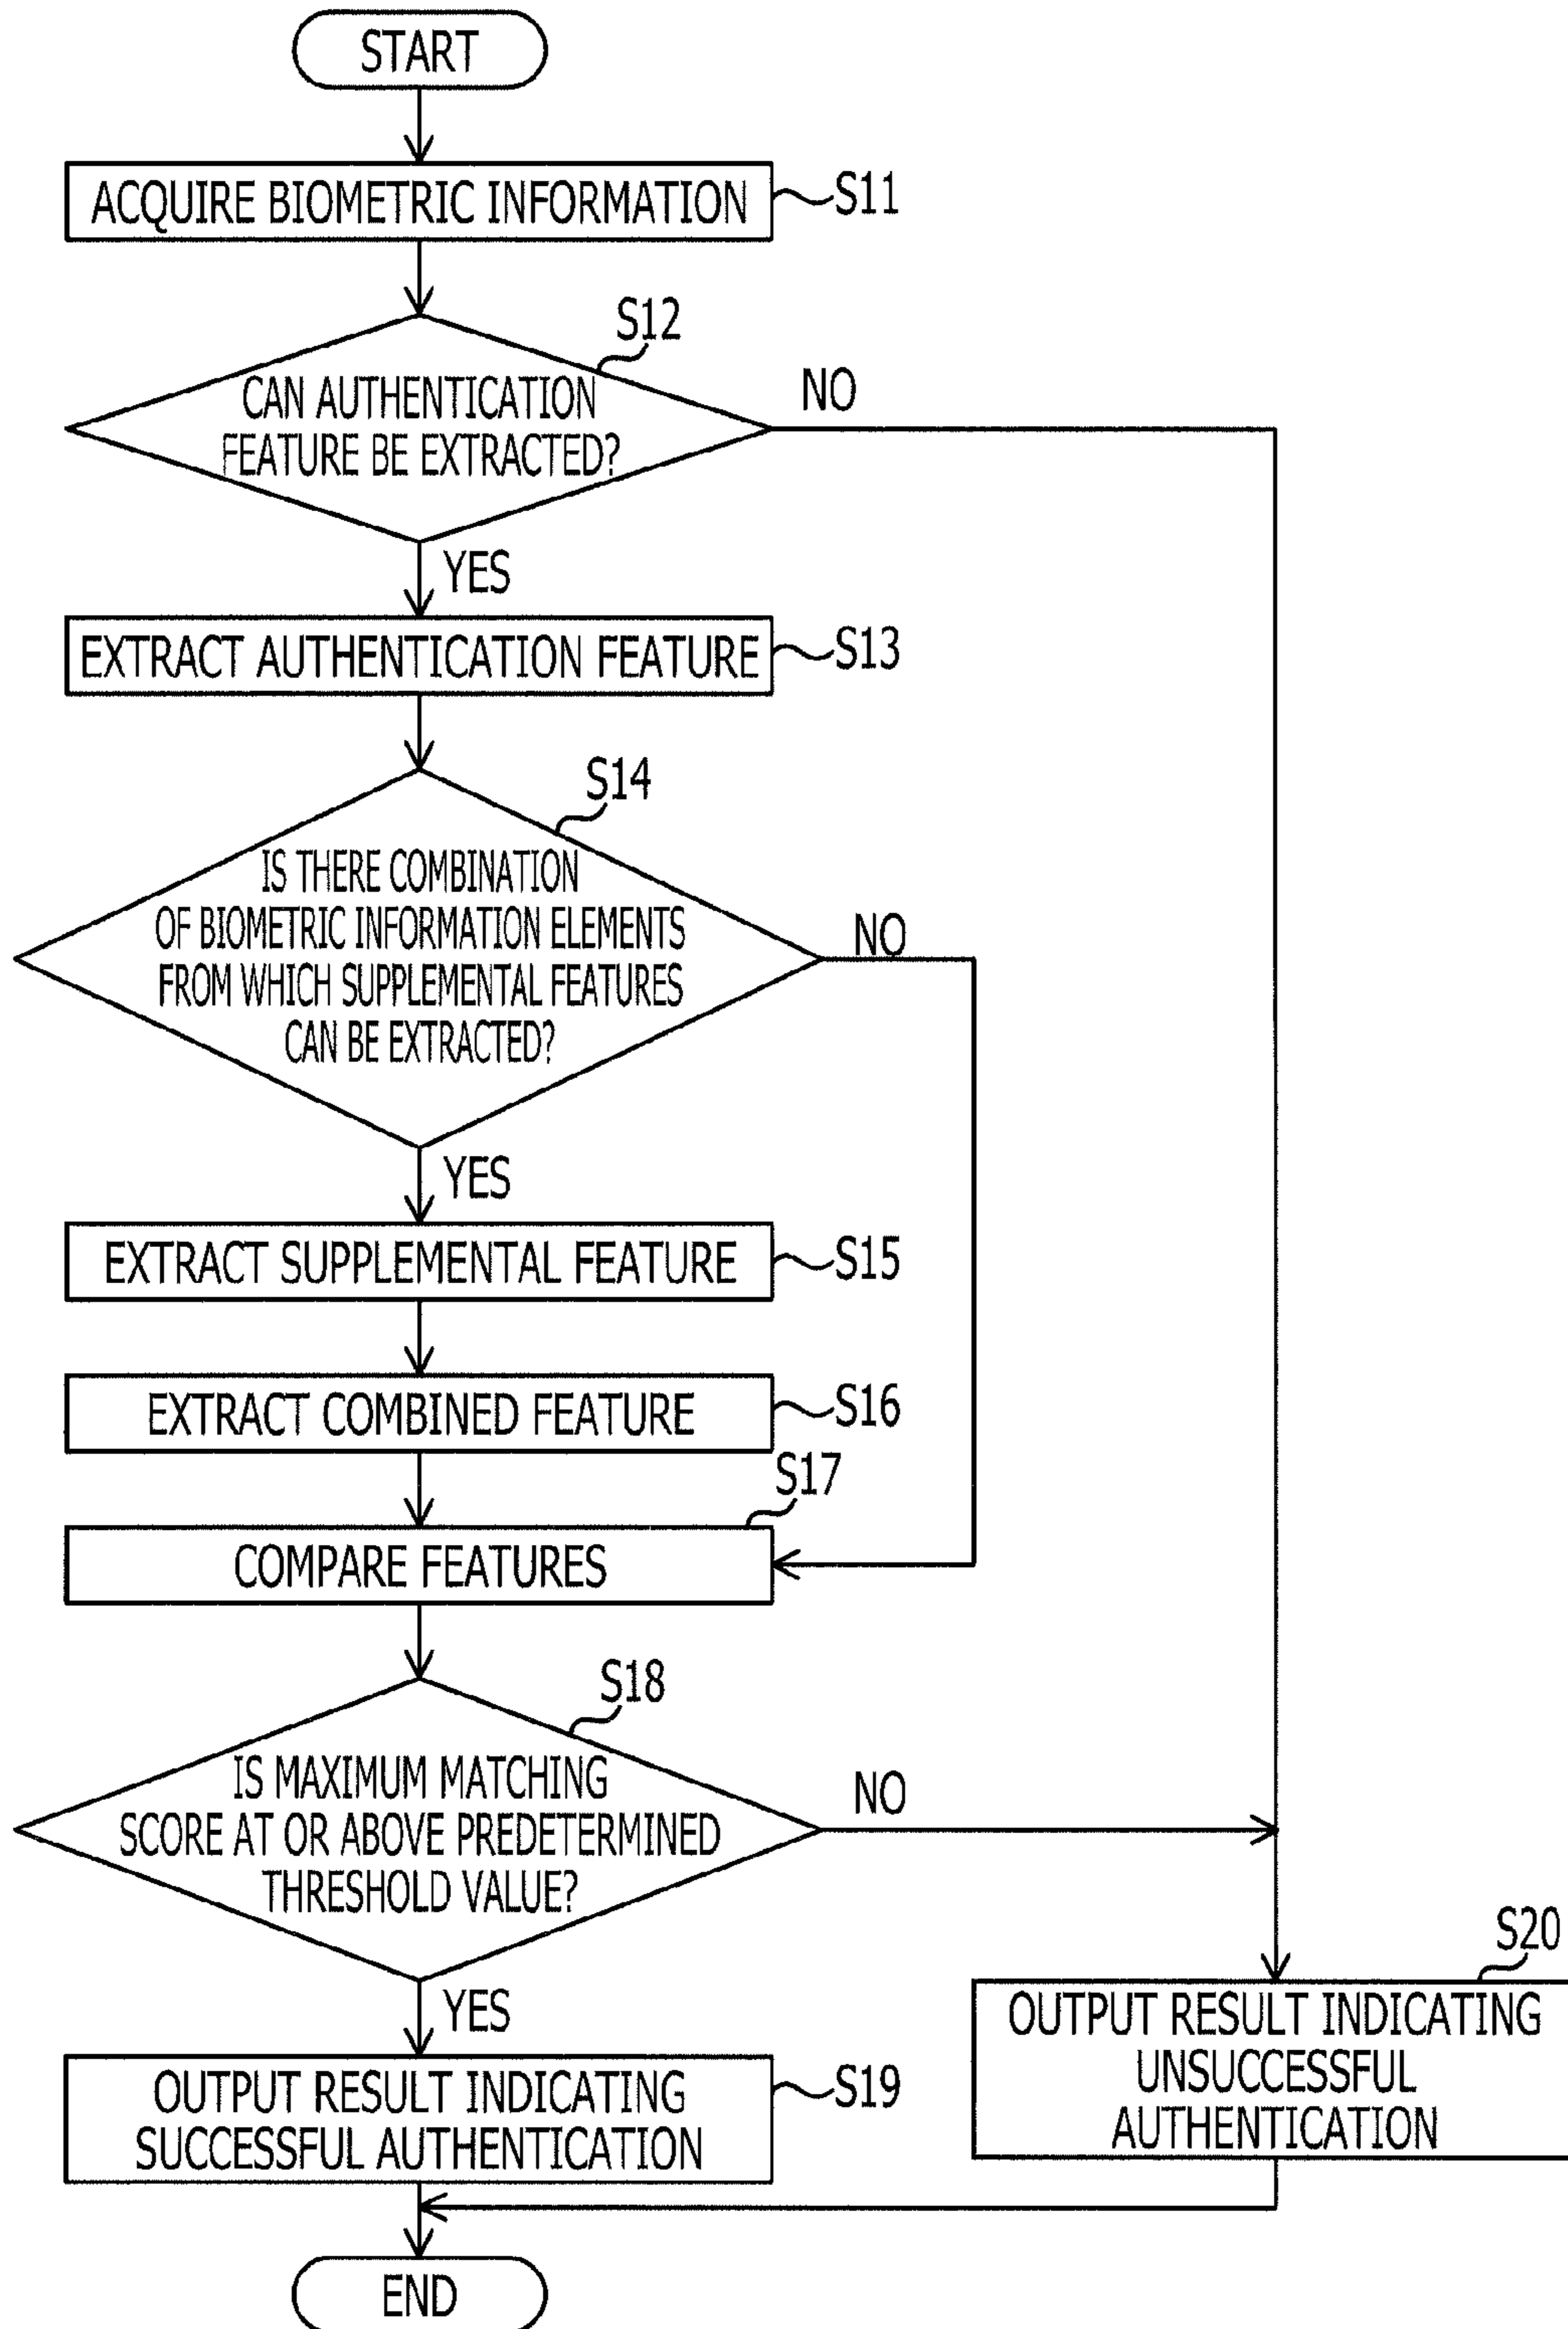 START
ACQUIRE BIOMETRIC INFORMATION
S11
S12
CAN AUTHENTICATION
FEATURE BE EXTRACTED?
NO
YES
EXTRACT AUTHENTICATION FEATURE
S13
S14
IS THERE COMBINATION
OF BIOMETRIC INFORMATION ELEMENTS
FROM WHICH SUPPLEMENTAL FEATURES
CAN BE EXTRACTED?
NO
YES
EXTRACT SUPPLEMENTAL FEATURE
S15
EXTRACT COMBINED FEATURE
S16
S17
COMPARE FEATURES
S18
IS MAXIMUM MATCHING
SCORE AT OR ABOVE PREDETERMINED
THRESHOLD VALUE?
NO
YES
S20
OUTPUT RESULT INDICATING
UNSUCCESSFUL
AUTHENTICATION
OUTPUT RESULT INDICATING
SUCCESSFUL AUTHENTICATION
S19
END